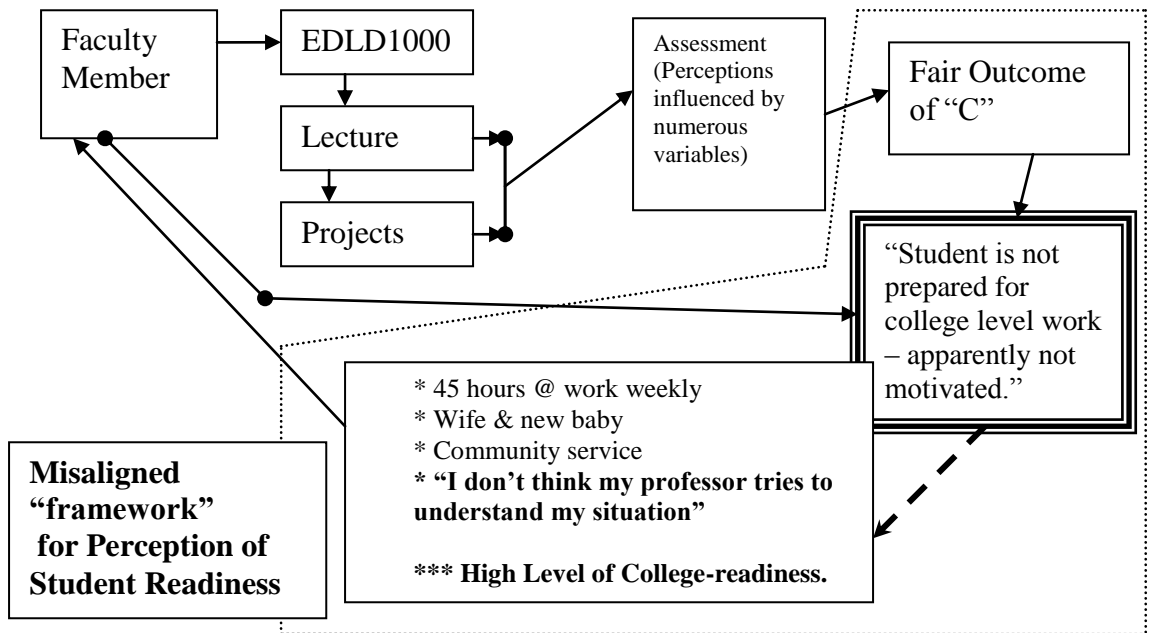 Faculty
Member
EDLD1000
Lecture
Projects
Assessment
(Perceptions
influenced by
numerous
variables)
Fair Outcome
of “C”
“Student is not
prepared for
college level work
– apparently not
motivated.”
* 45 hours @ work weekly
* Wife & new baby
* Community service
* “I don’t think my professor tries to
understand my situation”
*** High Level of College-readiness.
Misaligned
“framework”
for Perception of
Student Readiness